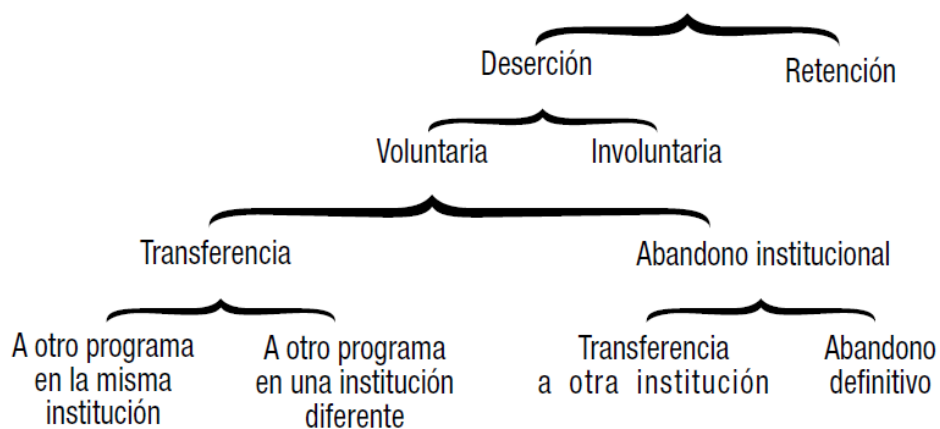 Deserción
Retención
Voluntaria
Involuntaria
Transferencia
Abandono institucional
A otro programa
en la misma
institución
A otro programa
en una institución
diferente
Transferencia
a otra institución
Abandono
definitivo